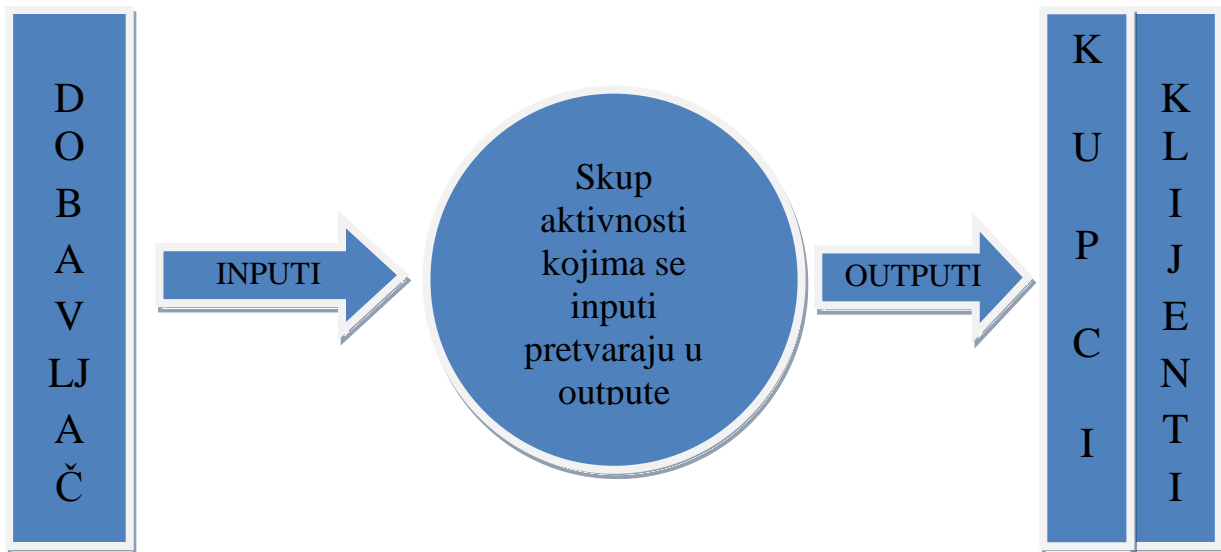 DOBAVLJAČ
INPUTI
Skup
aktivnosti
kojima se
inputi
pretvaraju u
outpute
OUTPUTI
KUPCI
KLIJENTI